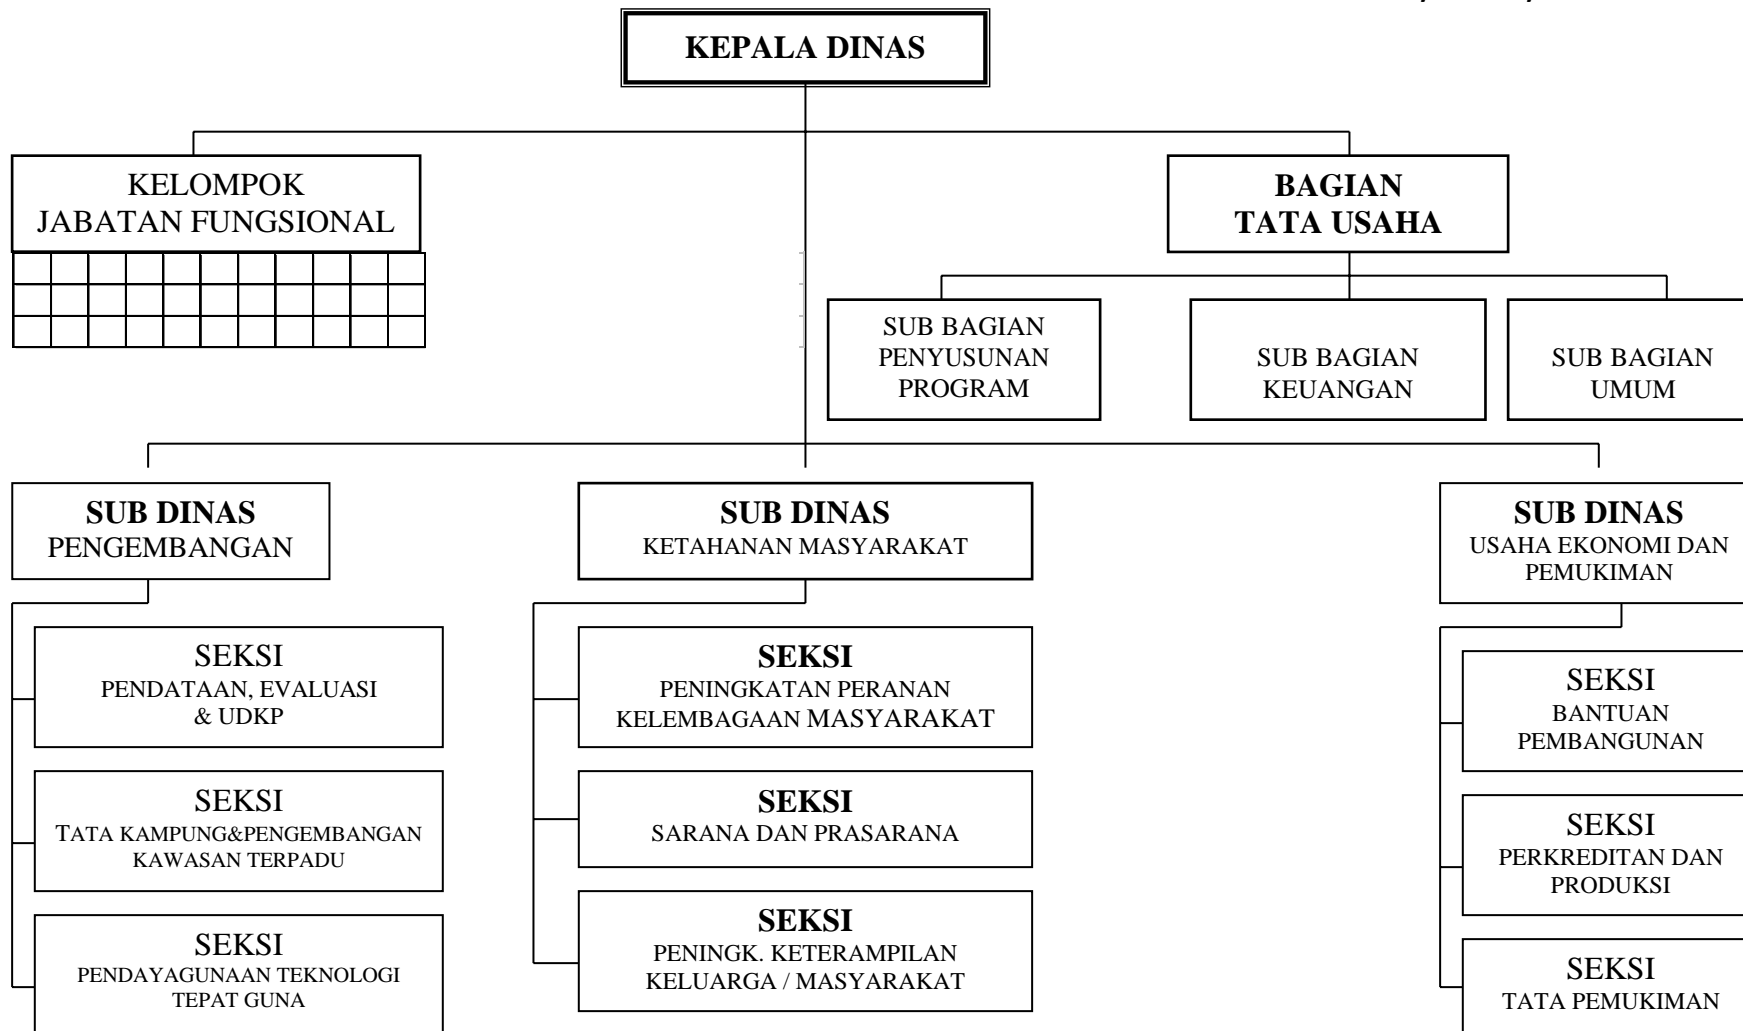 KEPALA DINAS
KELOMPOK
JABATAN FUNGSIONAL
BAGIAN
TATA USAHA
SUB BAGIAN
PENYUSUNAN
PROGRAM
SUB BAGIAN
KEUANGAN
SUB BAGIAN
UMUM
SUB DINAS
PENGEMBANGAN
SUB DINAS
KETAHANAN MASYARAKAT
SUB DINAS
USAHA EKONOMI DAN
PEMUKIMAN
SEKSI
PENDATAAN, EVALUASI
& UDKP
SEKSI
TATA KAMPUNG&PENGEMBANGAN
KAWASAN TERPADU
SEKSI
PENDAYAGUNAAN TEKNOLOGI
TEPAT GUNA
SEKSI
PENINGKATAN PERANAN
KELEMBAGAAN MASYARAKAT
SEKSI
SARANA DAN PRASARANA
SEKSI
PENINGK. KETERAMPILAN
KELUARGA / MASYARAKAT
SEKSI
BANTUAN
PEMBANGUNAN
SEKSI
PERKREDITAN DAN
PRODUKSI
SEKSI
TATA PEMUKIMAN